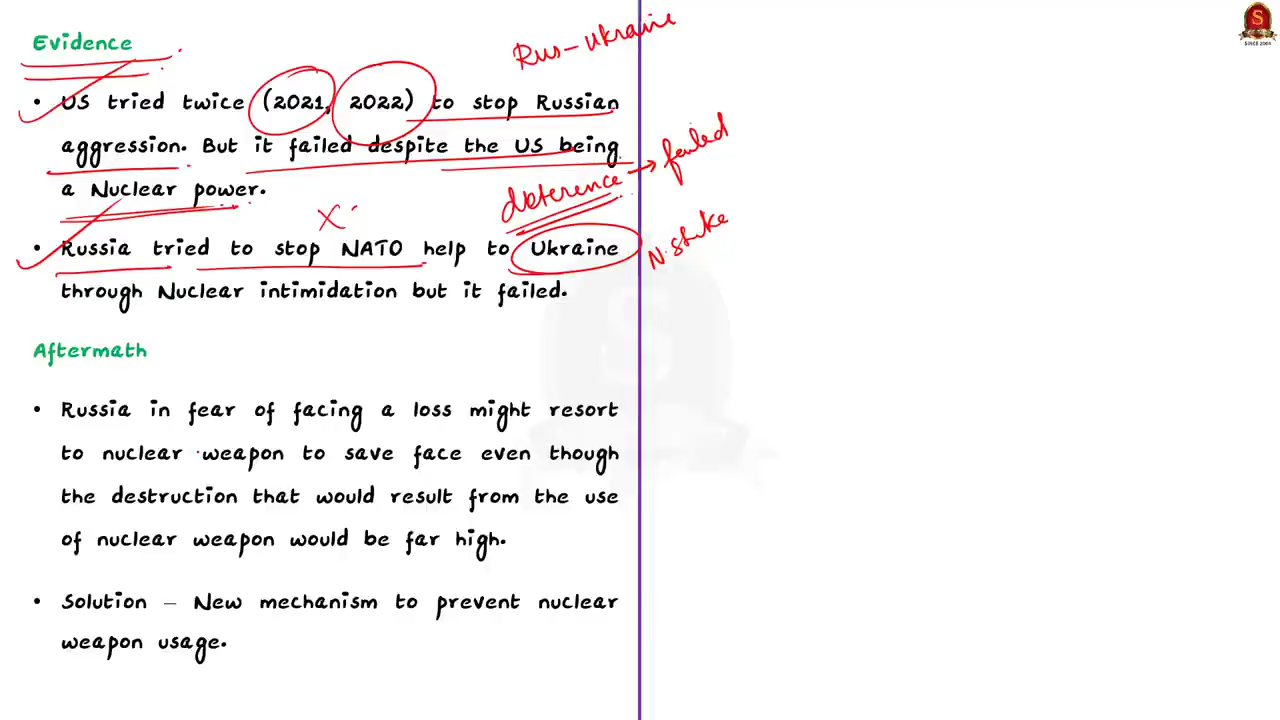 Rus-Ukraine
SINCE 2004
Evidence
• US tried twice (2021, 2022) to stop Russian
aggression. But it failed despite the US being
a Nuclear power.
deterence → failed
X
• Russia tried to stop NATO help to Ukraine
N. stike
through Nuclear intimidation but it failed.
Aftermath
• Russia in fear of facing a loss might resort
to nuclear weapon to save face even though
the destruction that would result from the use
of nuclear weapon would be far high.
• Solution – New mechanism to prevent nuclear
weapon usage.